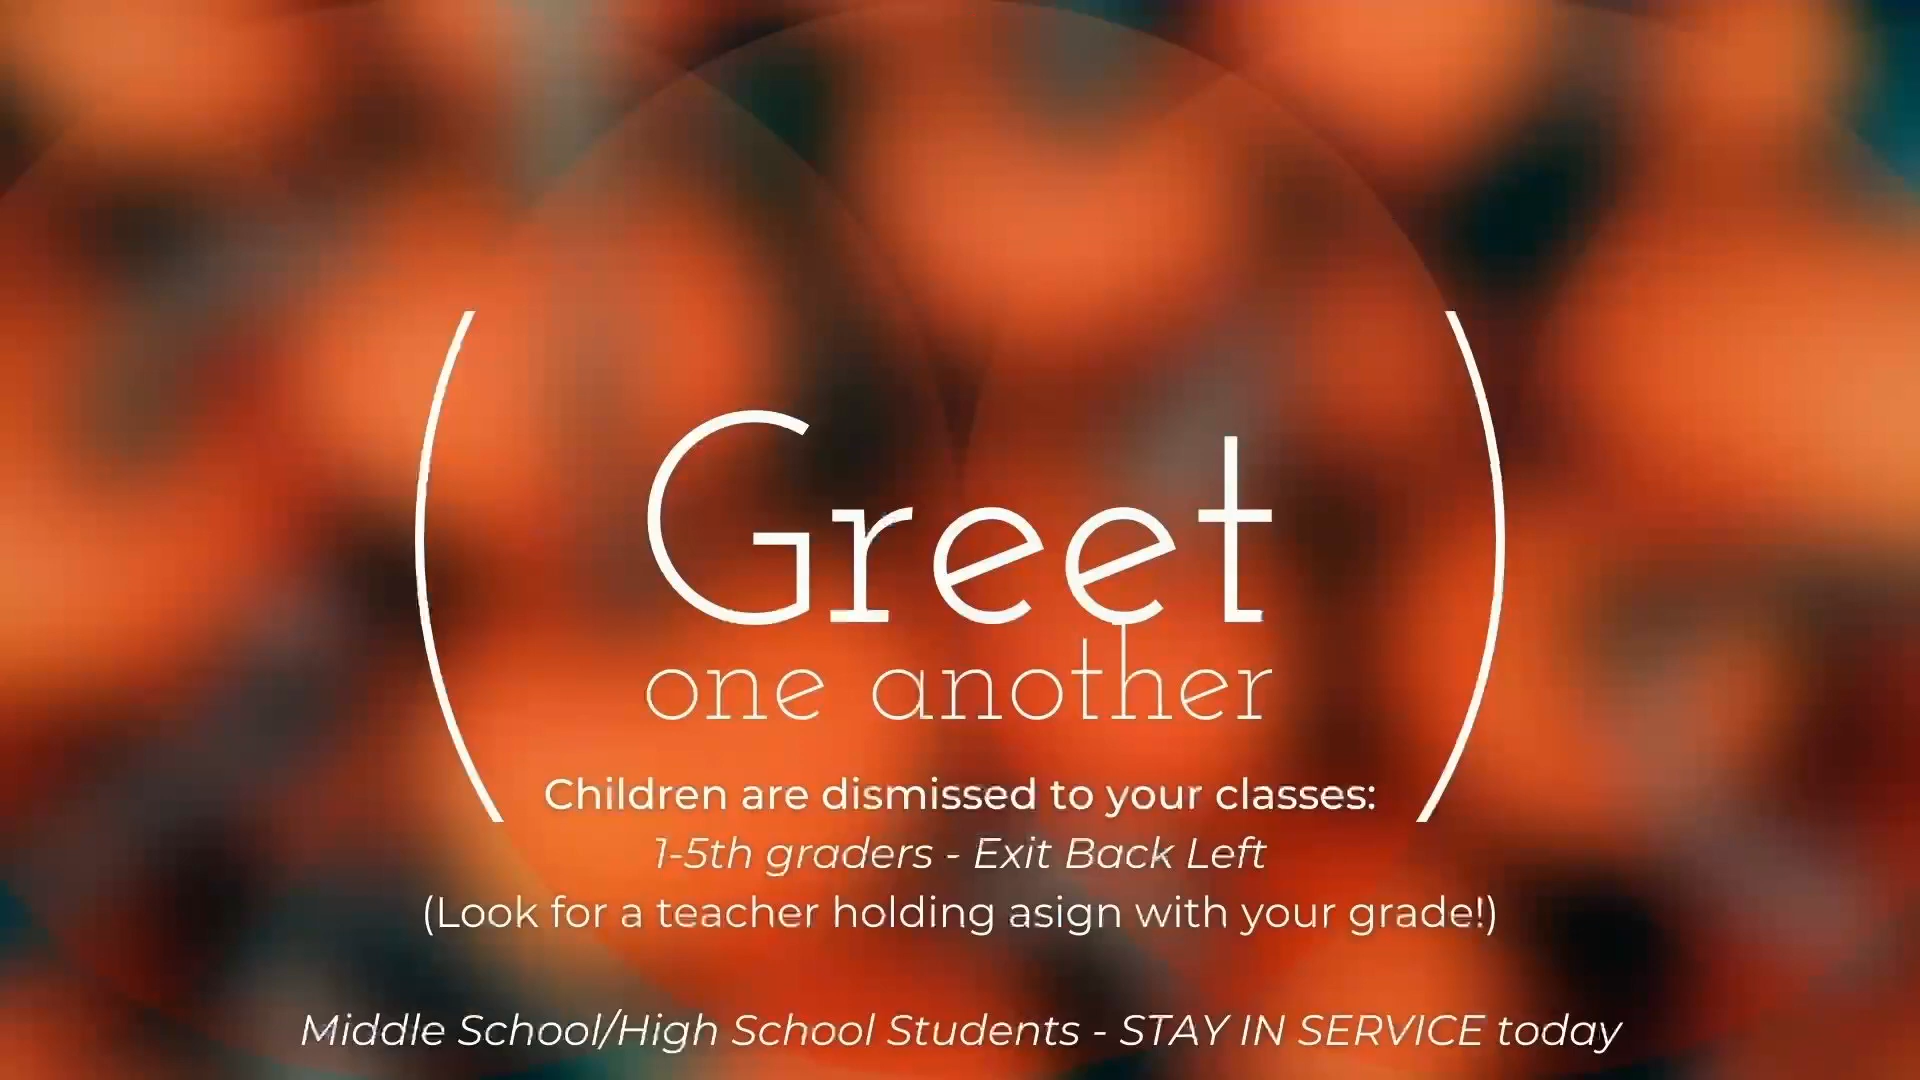 Greet
one another
Children are dismissed to your classes:
1-5th graders - Exit Back Left
(Look for a teacher holding asign with your grade!)
Middle School/High School Students - STAY IN SERVICE today